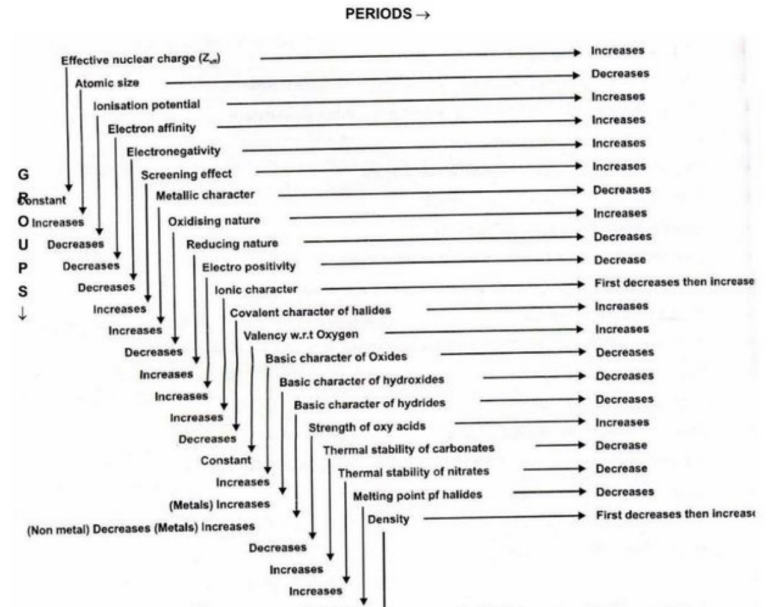 PERIODS →
Effective nuclear charge (Zeff) Increases
Atomic size Decreases
Ionisation potential Increases
Electron affinity Increases
Electronegativity Increases
Screening effect Increases
Metallic character Decreases
Oxidising nature Increases
Reducing nature Decreases
Electro positivity Decrease
Ionic character First decreases then increase
Covalent character of halides Increases
Valency w.r.t Oxygen Increases
Basic character of Oxides Decreases
Basic character of hydroxides Decreases
Basic character of hydrides Decreases
Strength of oxy acids Increases
Thermal stability of carbonates Decrease
Thermal stability of nitrates Decrease
Melting point pf halides Decreases
Density First decreases then increase
GROUPS ↓
Constant
Increases
Decreases
Decreases
Decreases
Increases
Increases
Decreases
Increases
Increases
Increases
Decreases
Constant
Increases
(Metals) Increases
(Non metal) Decreases (Metals) Increases
Decreases
Increases
Increases